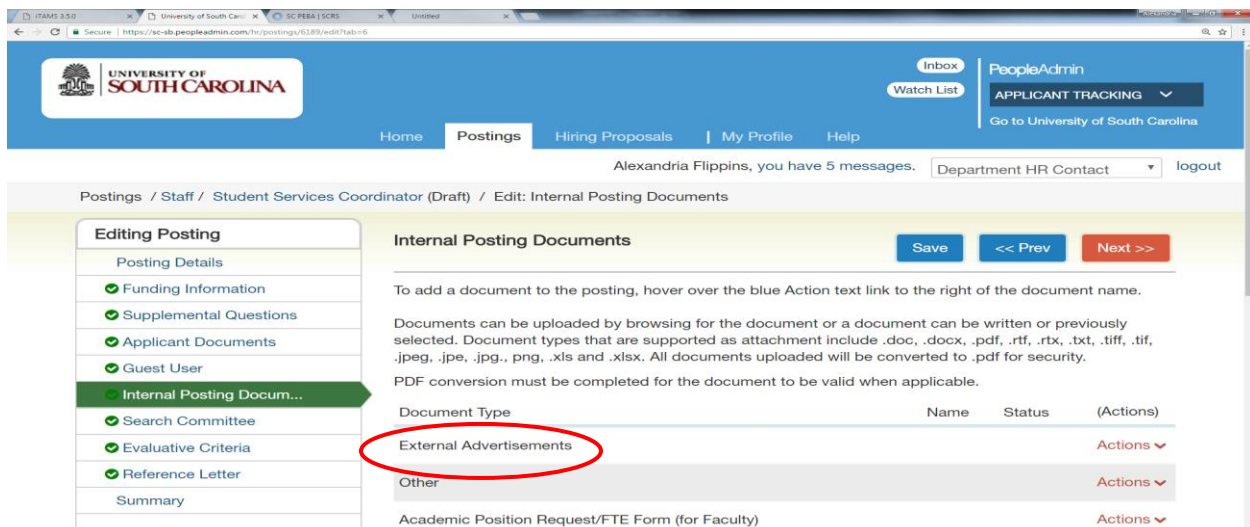 iTAMS 3.5.0
University of South Caro
SC PEBA | SCRS
Untitled
Secure | https://sc-sb.peopleadmin.com/hr/postings/6189/edit?tab=6
UNIVERSITY OF
SOUTH CAROLINA
Inbox
Watch List
PeopleAdmin
APPLICANT TRACKING
Go to University of South Carolina
Home Postings Hiring Proposals | My Profile Help
Alexandria Flippins, you have 5 messages. Department HR Contact logout
Postings / Staff / Student Services Coordinator (Draft) / Edit: Internal Posting Documents
Editing Posting
Posting Details
Funding Information
Supplemental Questions
Applicant Documents
Guest User
Internal Posting Docum...
Search Committee
Evaluative Criteria
Reference Letter
Summary
Internal Posting Documents
Save << Prev Next >>
To add a document to the posting, hover over the blue Action text link to the right of the document name.
Documents can be uploaded by browsing for the document or a document can be written or previously
selected. Document types that are supported as attachment include .doc, .docx, .pdf, .rtf, .rtx, .txt, .tiff, .tif,
.jpeg, .jpe, .jpg., png, .xls and .xlsx. All documents uploaded will be converted to .pdf for security.
PDF conversion must be completed for the document to be valid when applicable.
Document Type Name Status (Actions)
External Advertisements Actions
Other Actions
Academic Position Request/FTE Form (for Faculty) Actions